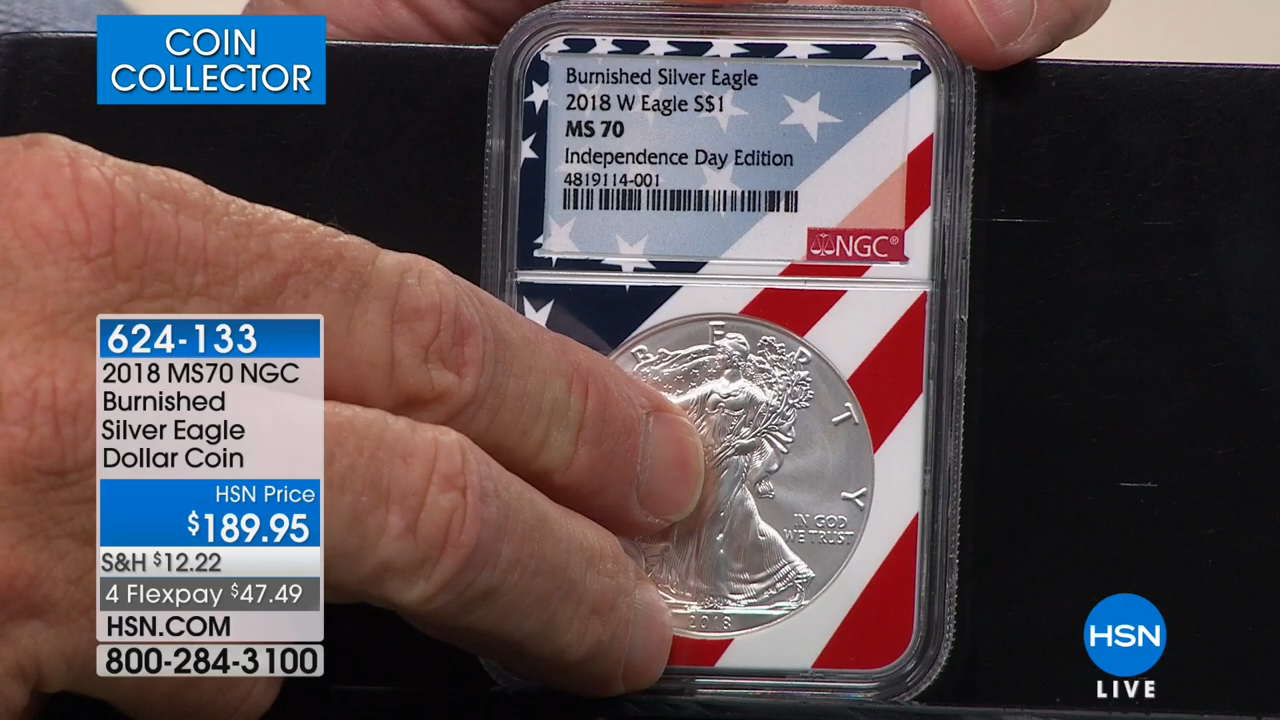 COIN
COLLECTOR
Burnished Silver Eagle
2018 W Eagle S$1
MS 70
Independence Day Edition
4819114-001
NGC®
624-133
2018 MS70 NGC
Burnished
Silver Eagle
Dollar Coin
HSN Price
$189.95
S&H $12.22
4 Flexpay $47.49
HSN.COM
800-284-3100
BERTY
IN GOD
WE TRUST
2018
HSN
LIVE